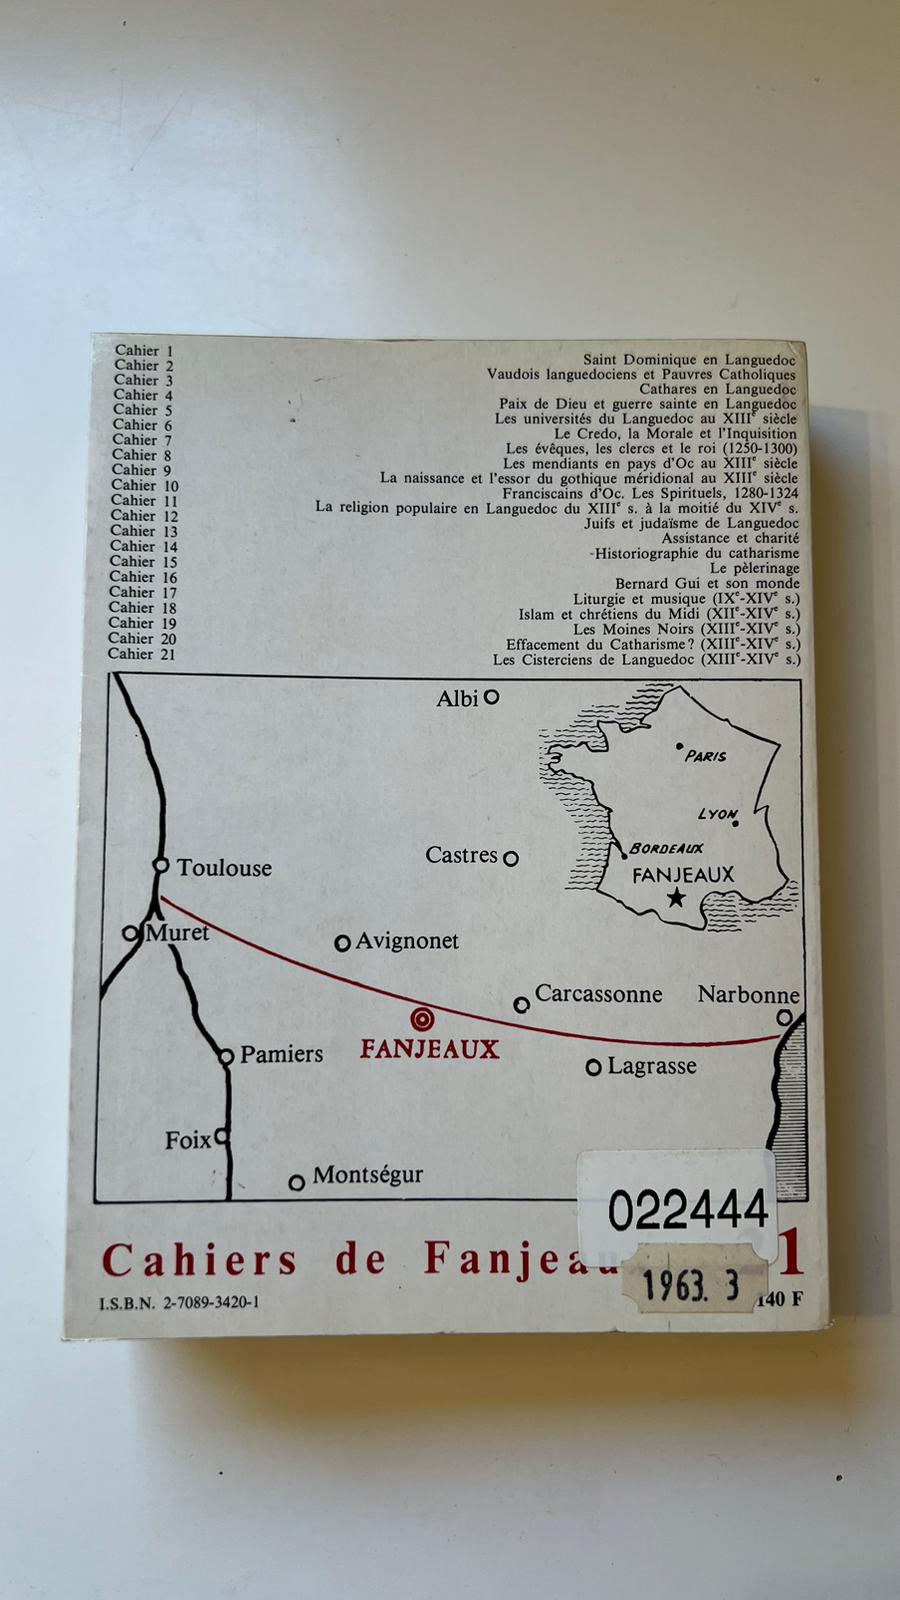 Cahier 1 Saint Dominique en Languedoc
Cahier 2 Vaudois languedociens et Pauvres Catholiques
Cahier 3 Cathares en Languedoc
Cahier 4 Paix de Dieu et guerre sainte en Languedoc
Cahier 5 Les universités du Languedoc au XIIIᵉ siècle
Cahier 6 Le Credo, la Morale et l'Inquisition
Cahier 7 Les évêques, les clercs et le roi (1250-1300)
Cahier 8 Les mendiants en pays d'Oc au XIIIᵉ siècle
Cahier 9 La naissance et l'essor du gothique méridional au XIIIᵉ siècle
Cahier 10 Franciscains d'Oc. Les Spirituels, 1280-1324
Cahier 11 La religion populaire en Languedoc du XIIIᵉ s. à la moitié du XIVᵉ s.
Cahier 12 Juifs et judaïsme de Languedoc
Cahier 13 Assistance et charité
Cahier 14 -Historiographie du catharisme
Cahier 15 Le pèlerinage
Cahier 16 Bernard Gui et son monde
Cahier 17 Liturgie et musique (IXᵉ-XIVᵉ s.)
Cahier 18 Islam et chrétiens du Midi (XIIᵉ-XIVᵉ s.)
Cahier 19 Les Moines Noirs (XIIIᵉ-XIVᵉ s.)
Cahier 20 Effacement du Catharisme? (XIIIᵉ-XIVᵉ s.)
Cahier 21 Les Cisterciens de Languedoc (XIIIᵉ-XIVᵉ s.)
Albi
PARIS
LYON
BORDEAUX
FANJEAUX
Castres
Toulouse
Muret
Avignonet
Carcassonne
Narbonne
FANJEAUX
Pamiers
Lagrasse
Foix
Montségur
022444
Cahiers de Fanjea 21
1963. 3
I.S.B.N. 2-7089-3420-1 140 F